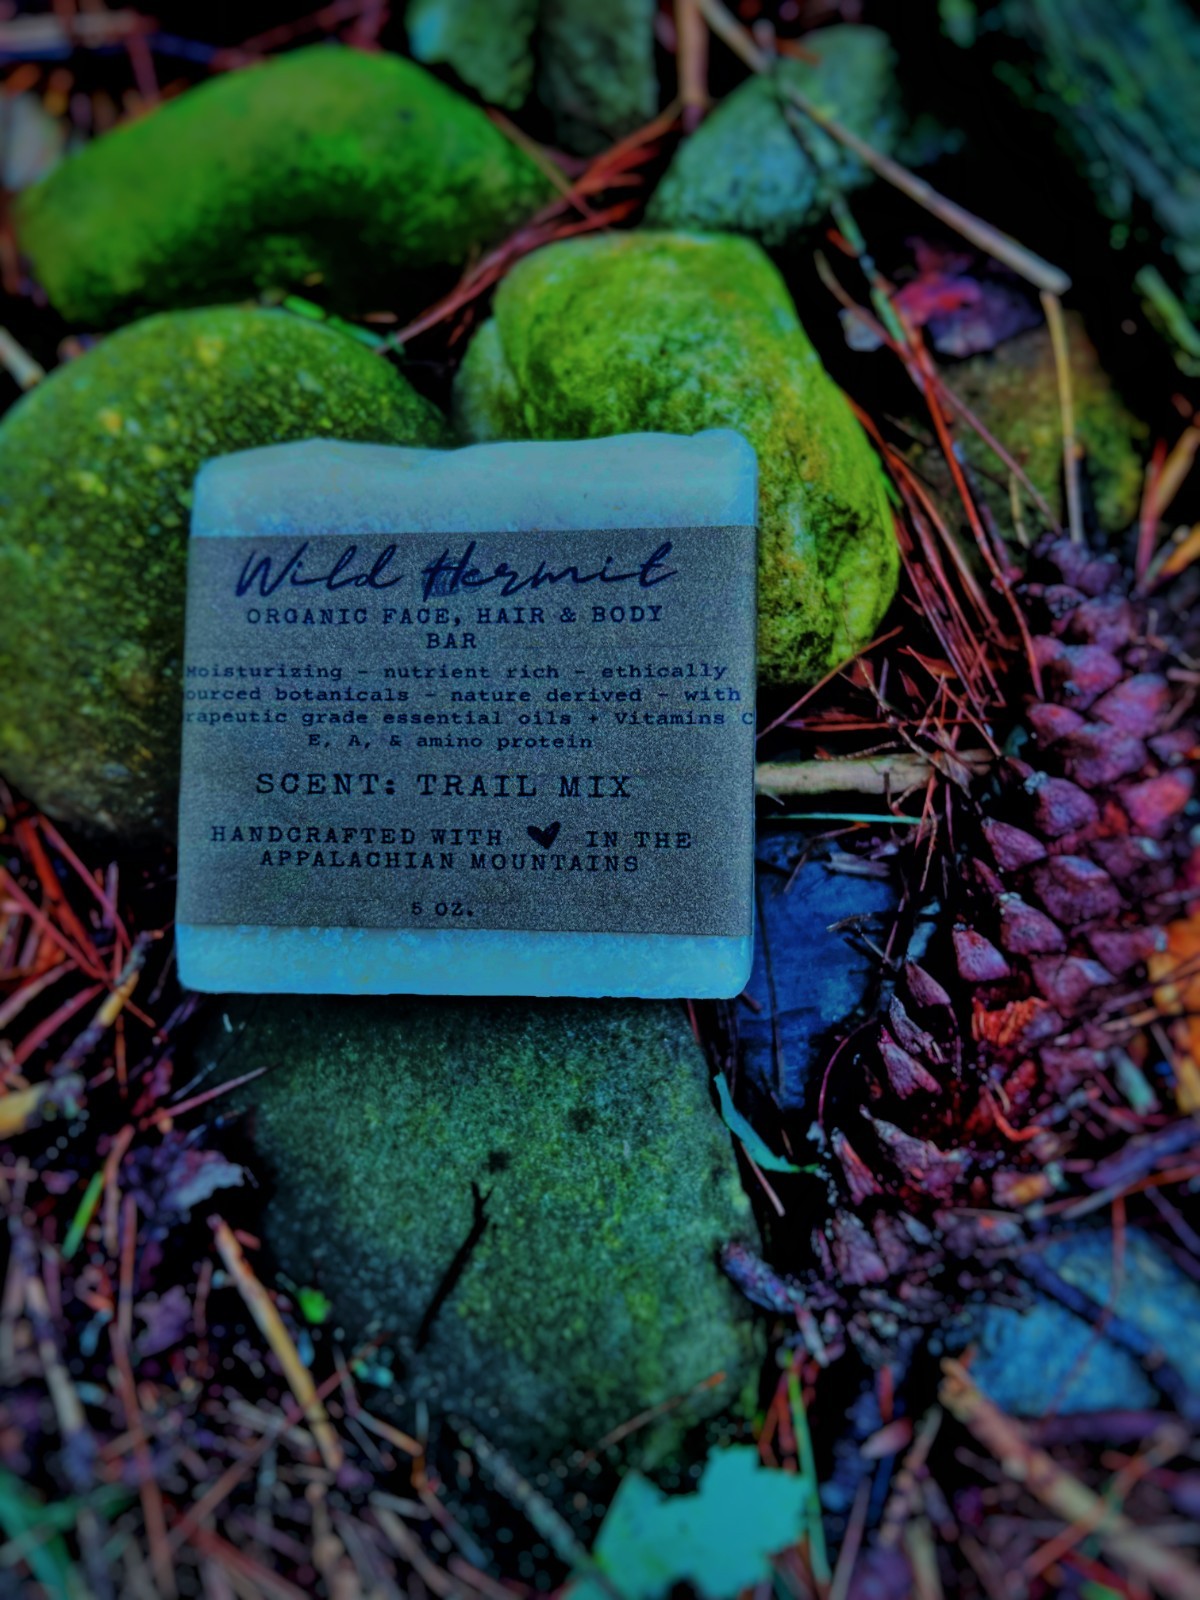 Wild Hermit
ORGANIC FACE, HAIR & BODY
BAR
Moisturizing - nutrient rich - ethically
ourced botanicals - nature derived - with
rapeutic grade essential oils + Vitamins C
E, A, & amino protein
SCENT: TRAIL MIX
HANDCRAFTED WITH ♥ IN THE
APPALACHIAN MOUNTAINS
5 OZ.